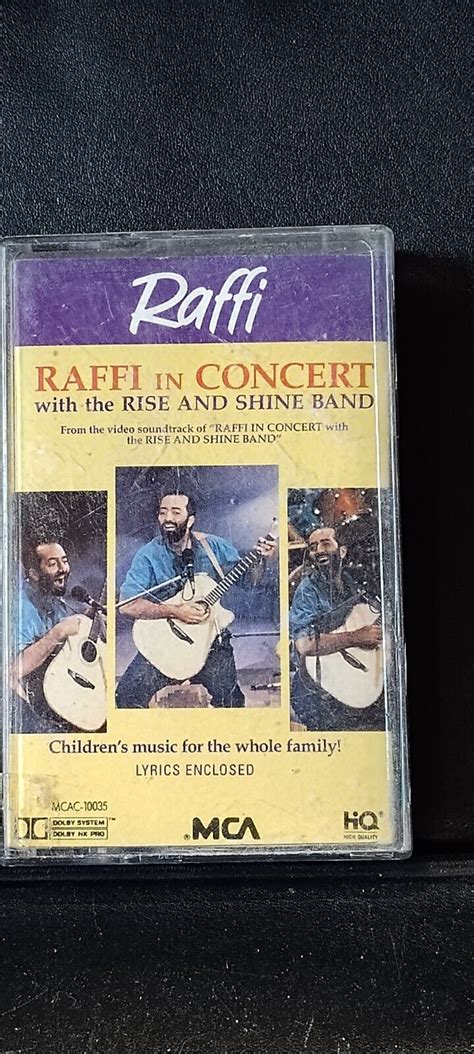 Raffi
RAFFI IN CONCERT
with the RISE AND SHINE BAND
From the video soundtrack of "RAFFI IN CONCERT with
the RISE AND SHINE BAND"
Children's music for the whole family!
LYRICS ENCLOSED
MCAC-10035
DOLBY SYSTEM™
DOLBY HX PRO
MCA
HQ
HIGH QUALITY